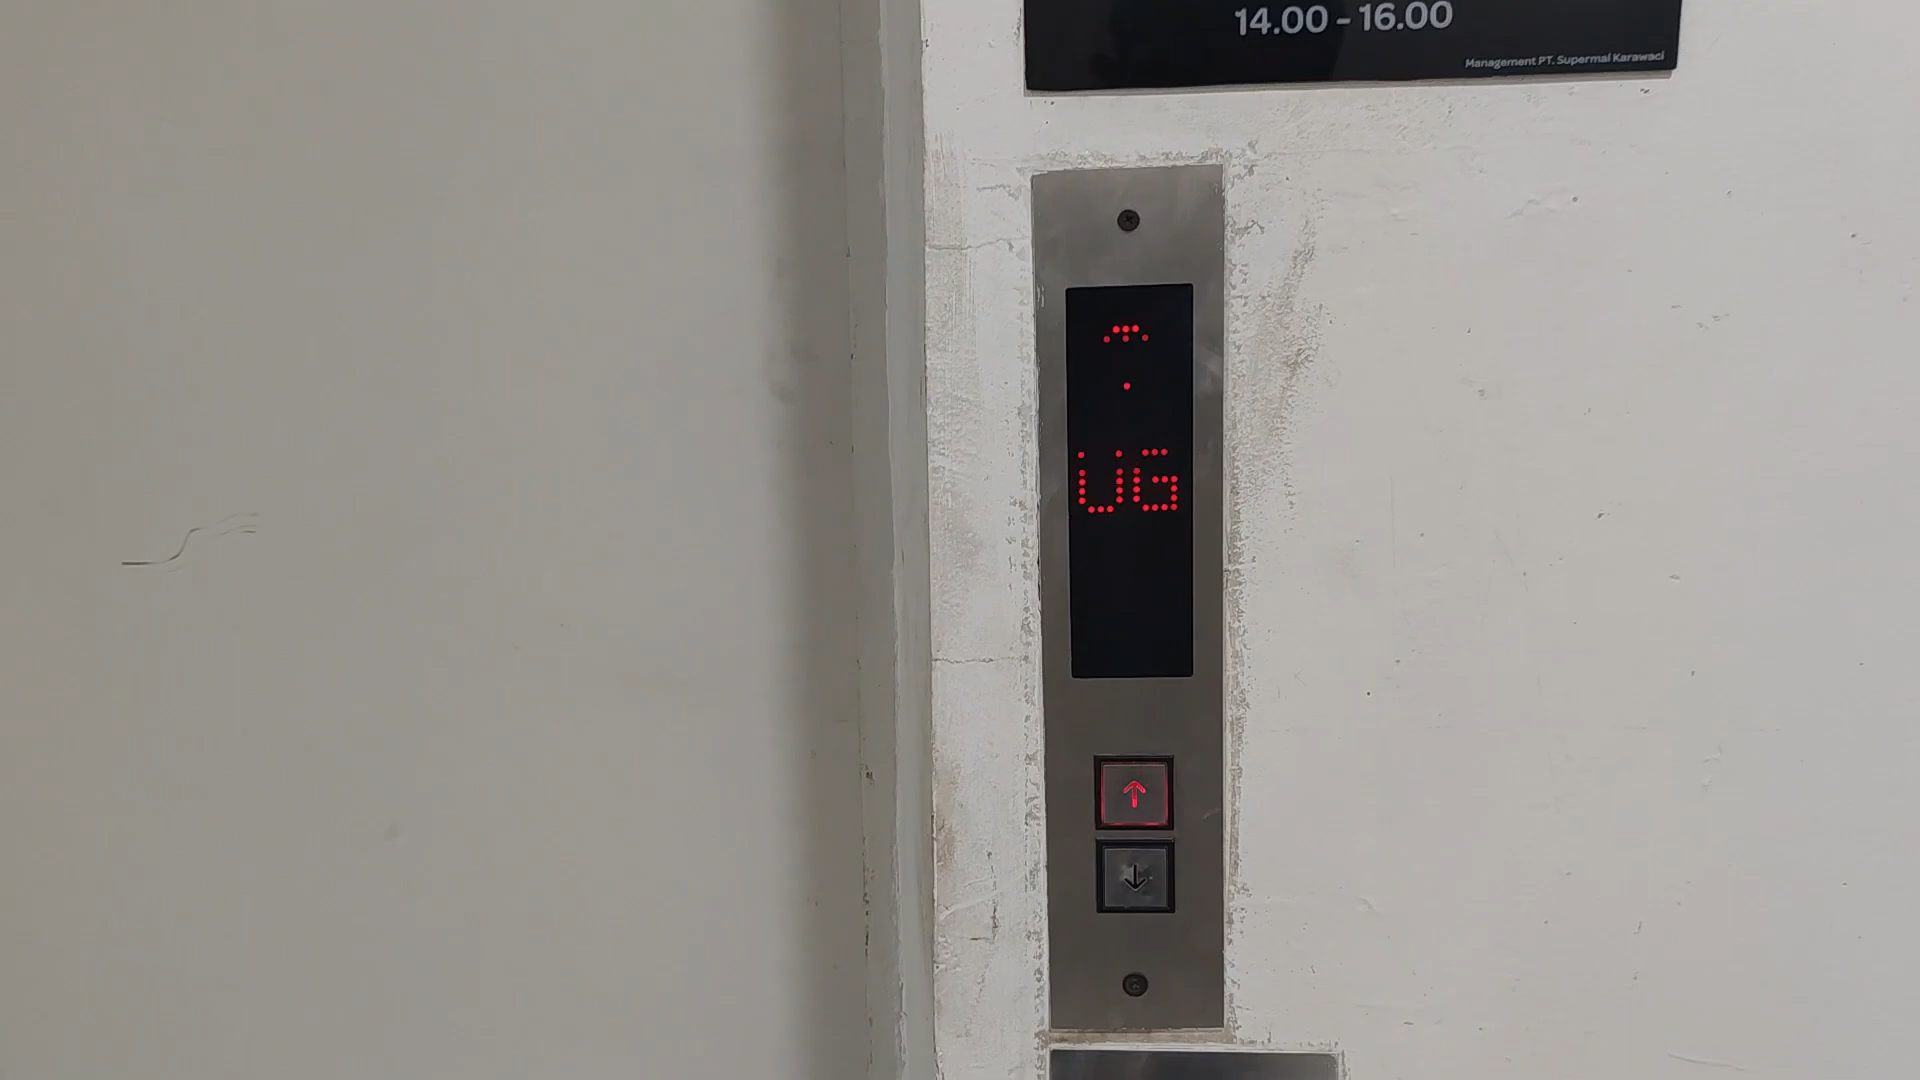 14.00 - 16.00
Management PT. Supermal Karawaci
UG